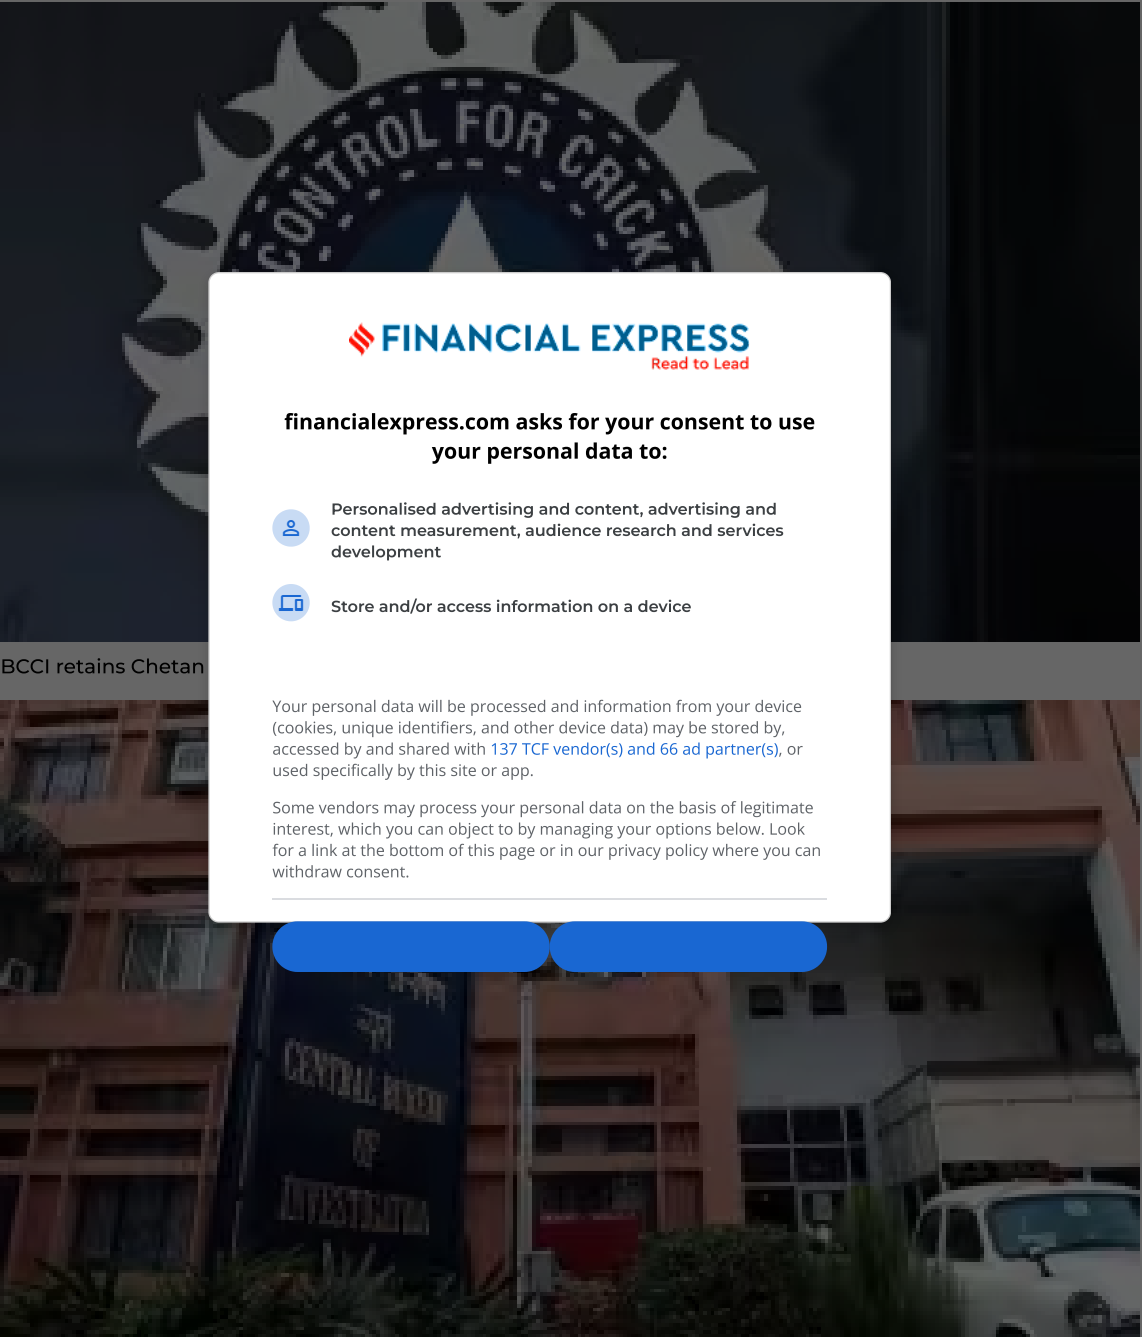 CONTROL FOR
FINANCIAL EXPRESS
Read to Lead
financialexpress.com asks for your consent to use
your personal data to:
Personalised advertising and content, advertising and
content measurement, audience research and services
development
Store and/or access information on a device
BCCI retains Chetan
Your personal data will be processed and information from your device
(cookies, unique identifiers, and other device data) may be stored by,
accessed by and shared with 137 TCF vendor(s) and 66 ad partner(s), or
used specifically by this site or app.
Some vendors may process your personal data on the basis of legitimate
interest, which you can object to by managing your options below. Look
for a link at the bottom of this page or in our privacy policy where you can
withdraw consent.
CENTRAL BUREAU
OF
INVESTIGATION